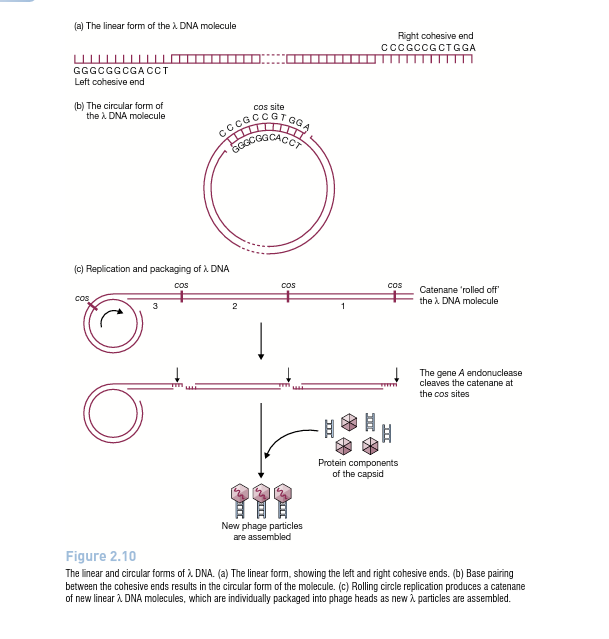 (a) The linear form of the λ DNA molecule
Right cohesive end
CCCGCCGCTGGA
GGGCGGCGACCT
Left cohesive end
(b) The circular form of
the λ DNA molecule
cos site
CCCGCCGTGGA
GGGCGGCACCT
(c) Replication and packaging of λ DNA
cos
cos
cos
cos
3
2
1
Catenane ‘rolled off’
the λ DNA molecule
The gene A endonuclease
cleaves the catenane at
the cos sites
Protein components
of the capsid
New phage particles
are assembled
Figure 2.10
The linear and circular forms of λ DNA. (a) The linear form, showing the left and right cohesive ends. (b) Base pairing
between the cohesive ends results in the circular form of the molecule. (c) Rolling circle replication produces a catenane
of new linear λ DNA molecules, which are individually packaged into phage heads as new λ particles are assembled.